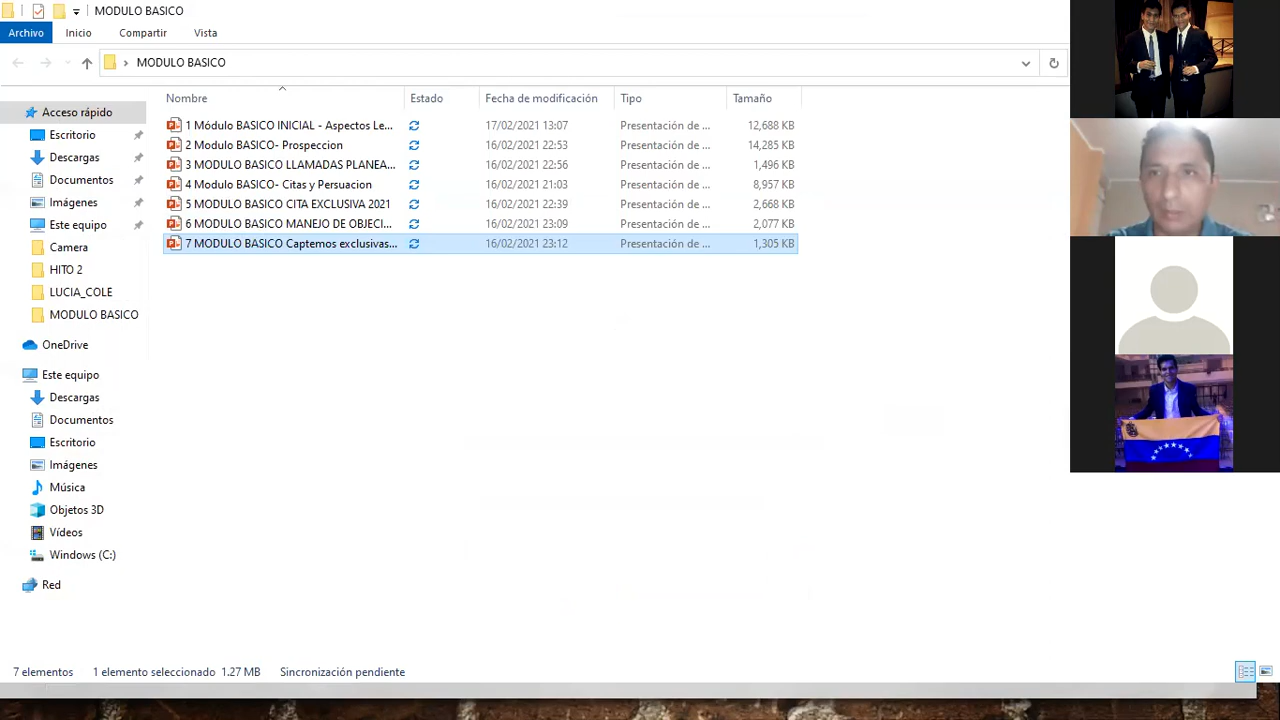 MODULO BASICO
Archivo Inicio Compartir Vista
MODULO BASICO
Nombre Estado Fecha de modificación Tipo Tamaño
Acceso rápido
Escritorio
Descargas
Documentos
Imágenes
Este equipo
Camera
HITO 2
LUCIA_COLE
MODULO BASICO
OneDrive
Este equipo
Descargas
Documentos
Escritorio
Imágenes
Música
Objetos 3D
Vídeos
Windows (C:)
Red
1 Módulo BASICO INICIAL - Aspectos Le... 17/02/2021 13:07 Presentación de ... 12,688 KB
2 Modulo BASICO- Prospeccion 16/02/2021 22:53 Presentación de ... 14,285 KB
3 MODULO BASICO LLAMADAS PLANEA... 16/02/2021 22:56 Presentación de ... 1,496 KB
4 Modulo BASICO- Citas y Persuacion 16/02/2021 21:03 Presentación de ... 8,957 KB
5 MODULO BASICO CITA EXCLUSIVA 2021 16/02/2021 22:39 Presentación de ... 2,668 KB
6 MODULO BASICO MANEJO DE OBJECI... 16/02/2021 23:09 Presentación de ... 2,077 KB
7 MODULO BASICO Captemos exclusivas... 16/02/2021 23:12 Presentación de ... 1,305 KB
7 elementos 1 elemento seleccionado 1.27 MB Sincronización pendiente